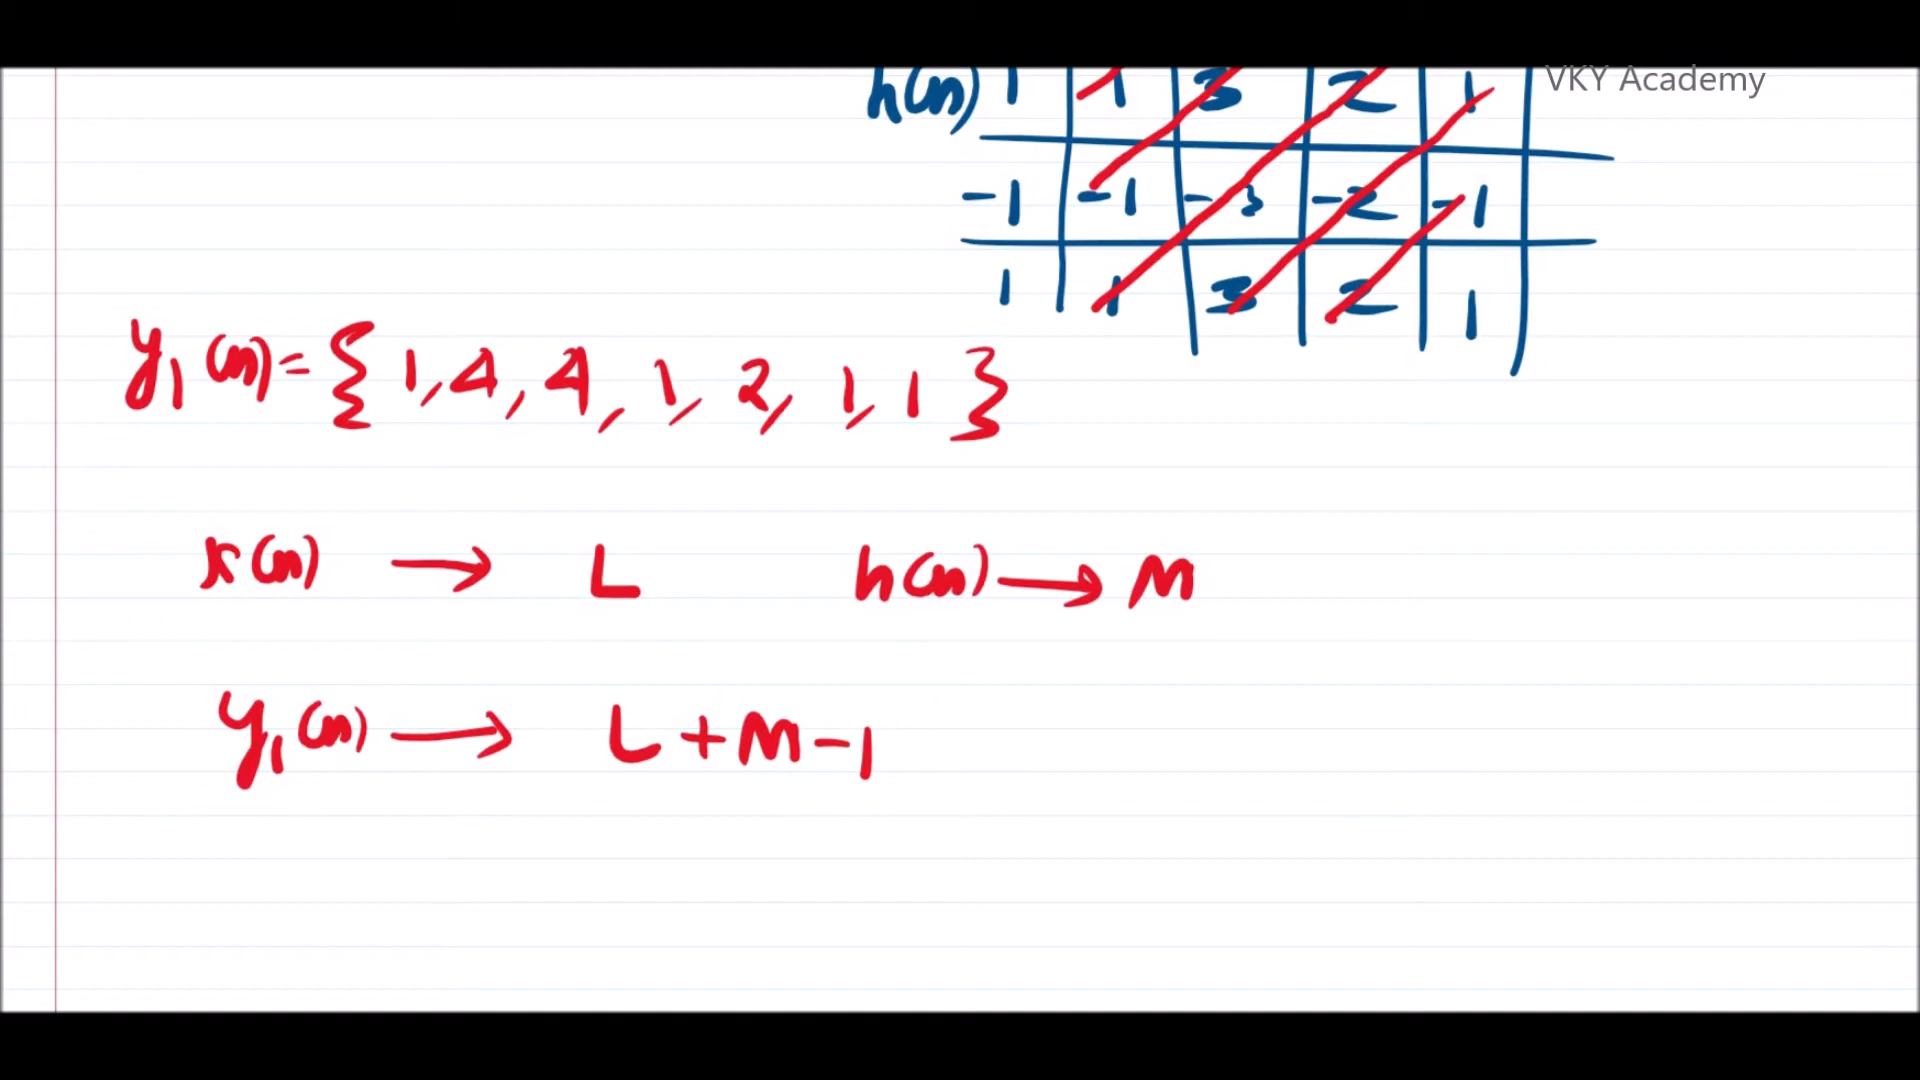 VKY Academy
h(n) 1 1 3 2 1
-1 -1 -3 -2 -1
1 1 3 2 1
y₁(n)= { 1, 4, 4, 1, 2, 1, 1 }
x(n) → L h(n) → M
y₁(n) → L+M-1